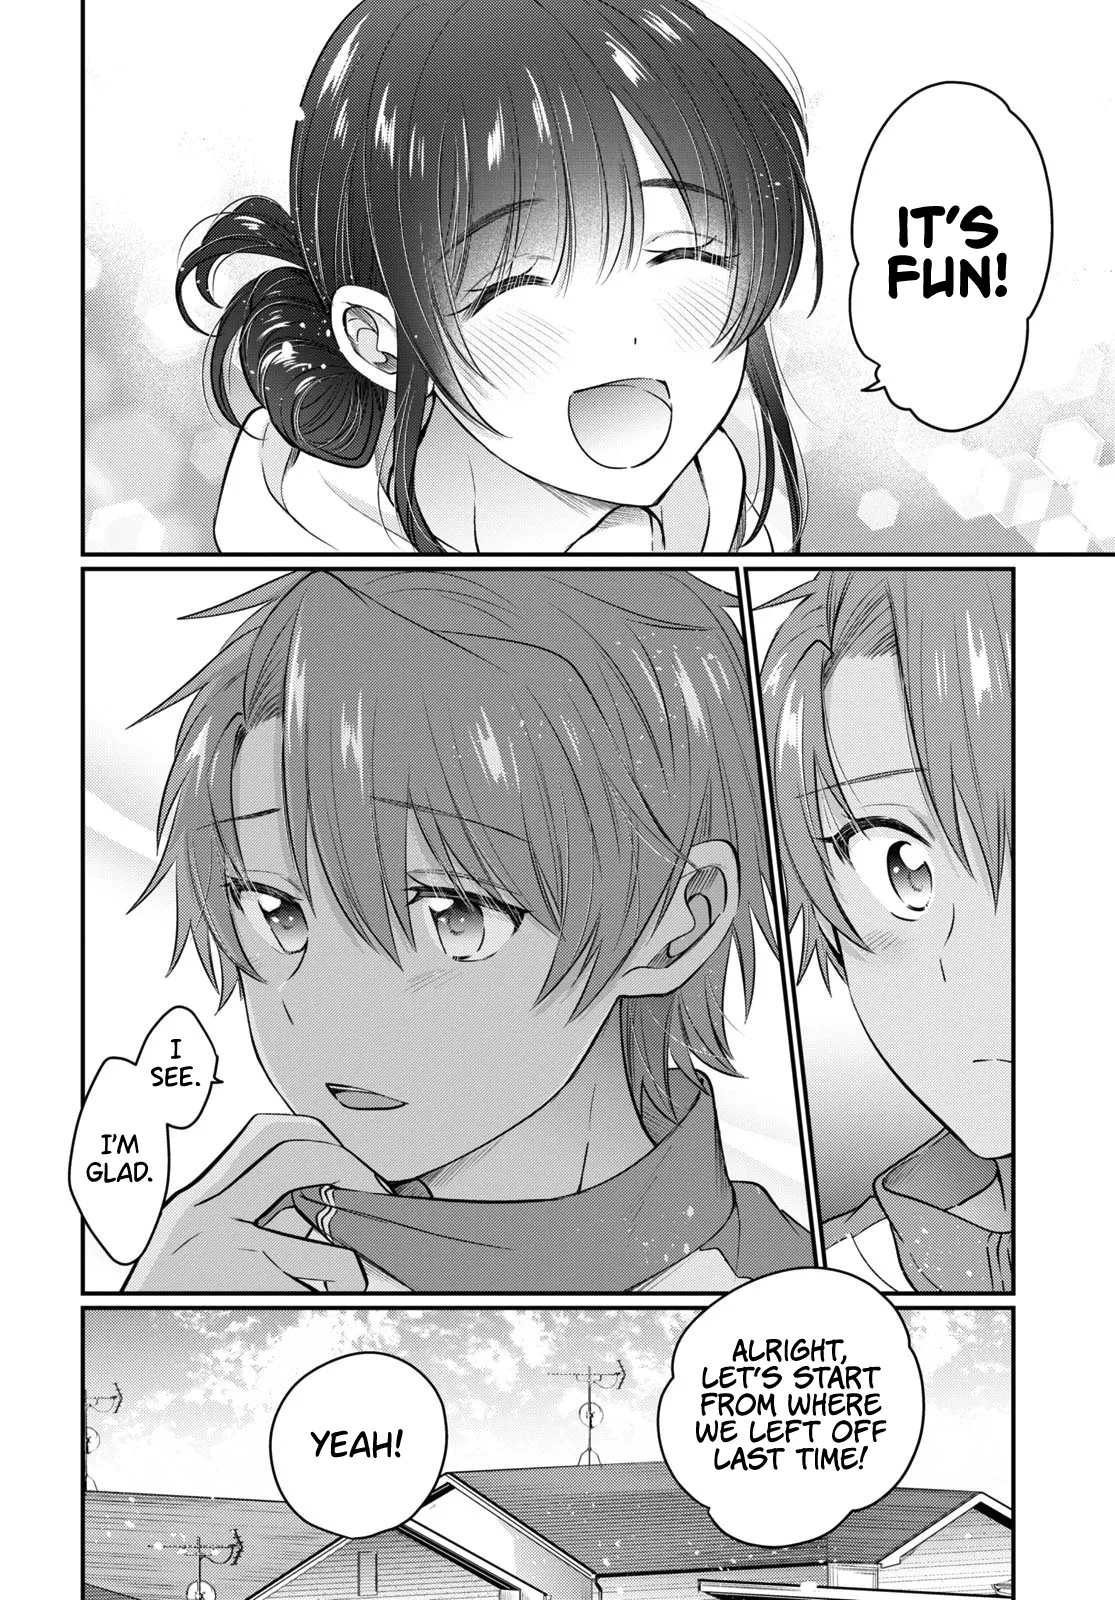 IT'S
FUN!
I
SEE.
I'M
GLAD.
ALRIGHT,
LET'S START
FROM WHERE
WE LEFT OFF
LAST TIME!
YEAH!